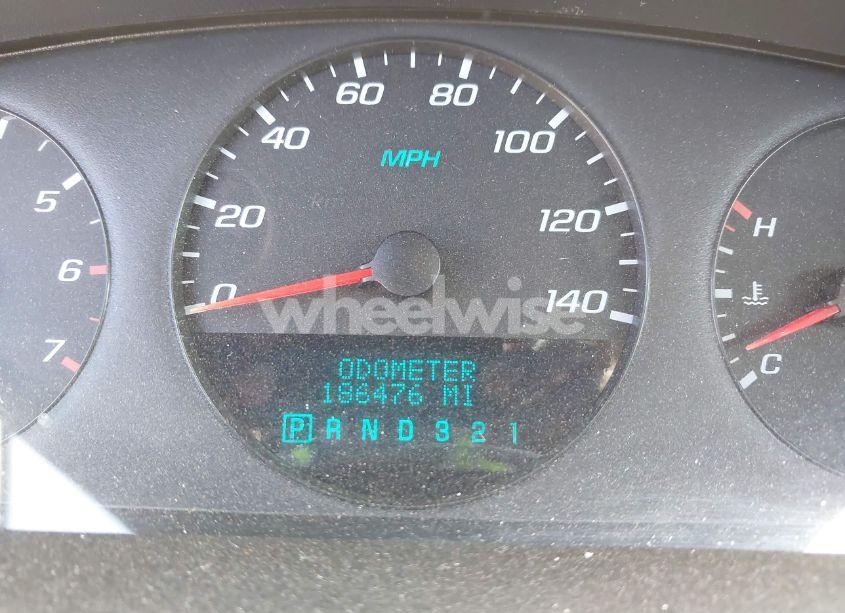 60 80
40 100
MPH
5 20 120 H
6
0 140
wheelwise
7 C
ODOMETER
186476 MI
P R N D 3 2 1